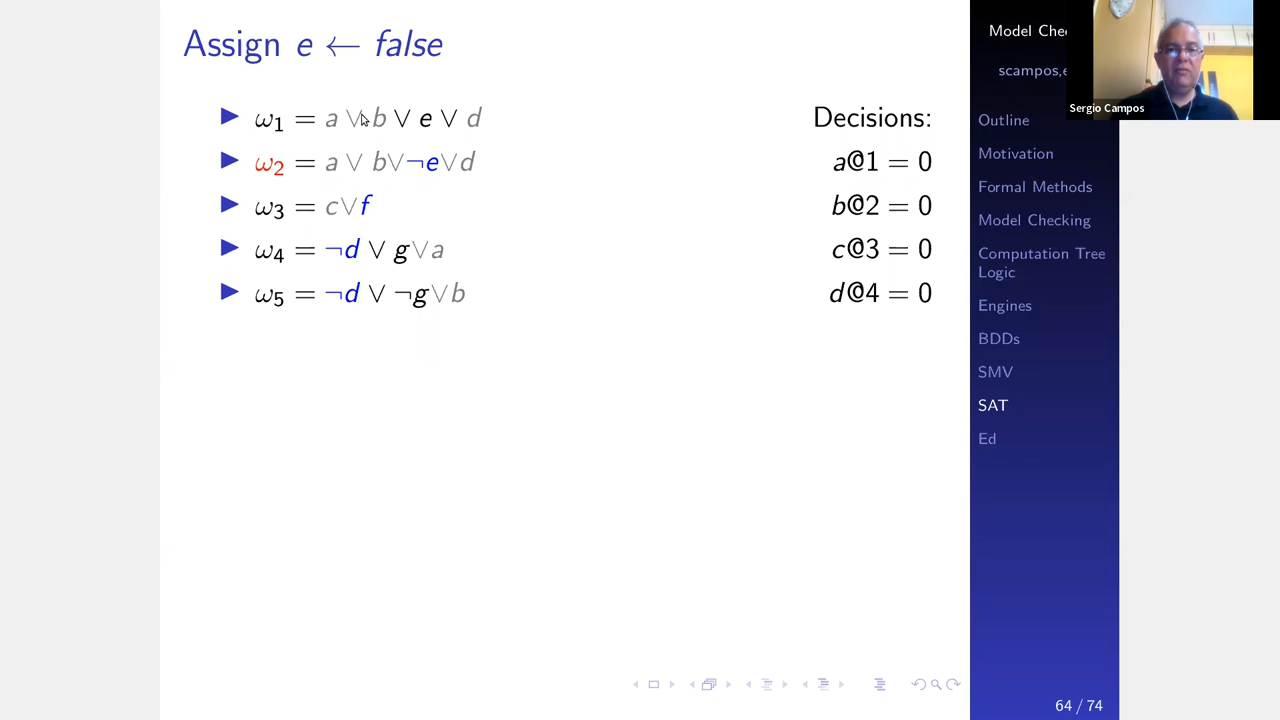 Assign e ← false
ω₁ = a ∨ b ∨ e ∨ d
ω₂ = a ∨ b ∨ ¬e ∨ d
ω₃ = c ∨ f
ω₄ = ¬d ∨ g ∨ a
ω₅ = ¬d ∨ ¬g ∨ b
Decisions:
a@1 = 0
b@2 = 0
c@3 = 0
d@4 = 0
Model Che
scampos,e
Sergio Campos
Outline
Motivation
Formal Methods
Model Checking
Computation Tree
Logic
Engines
BDDs
SMV
SAT
Ed
64 / 74